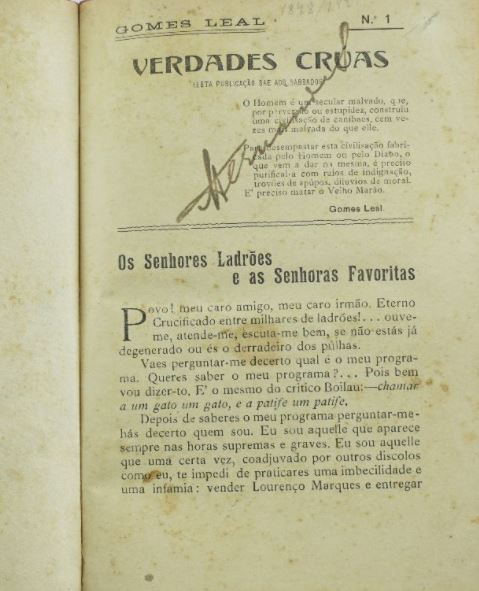 GOMES LEAL
N.º 1
VERDADES CRUAS
(ESTA PUBLICAÇÃO SAE AOS SABBADOS)
O Homem é um secular malvado, que,
por perversão ou estupidez, construiu
uma civilisação de canibaes, cem ve-
zes mais malvada do que elle.
Para desempestar esta civilisação fabri-
cada pelo Homem ou pelo Diabo, o
que vem a dar na mesma, é preciso
purifical-a com raios de indignação,
trovões de apúpos, diluvios de moral.
E' preciso matar o Velho Marão.
Gomes Leal.
Os Senhores Ladrões
e as Senhoras Favoritas
Povo! meu caro amigo, meu caro irmão. Eterno
Crucificado entre milhares de ladrões!... ouve-
me, atende-me, escuta-me bem, se não estás já
degenerado ou és o derradeiro dos púlhas.
Vaes perguntar-me decerto qual é o meu progra-
ma. Queres saber o meu programa?... Pois bem
vou dizer-to. E' o mesmo do critico Boilau:—chamar
a um gato um gato, e a patife um patife.
Depois de saberes o meu programa perguntar-me-
hás decerto quem sou. Eu sou aquelle que aparece
sempre nas horas supremas e graves. Eu sou aquelle
que uma certa vez, coadjuvado por outros discolos
como eu, te impedi de praticares uma imbecilidade e
uma infamia: vender Lourenço Marques e entregar